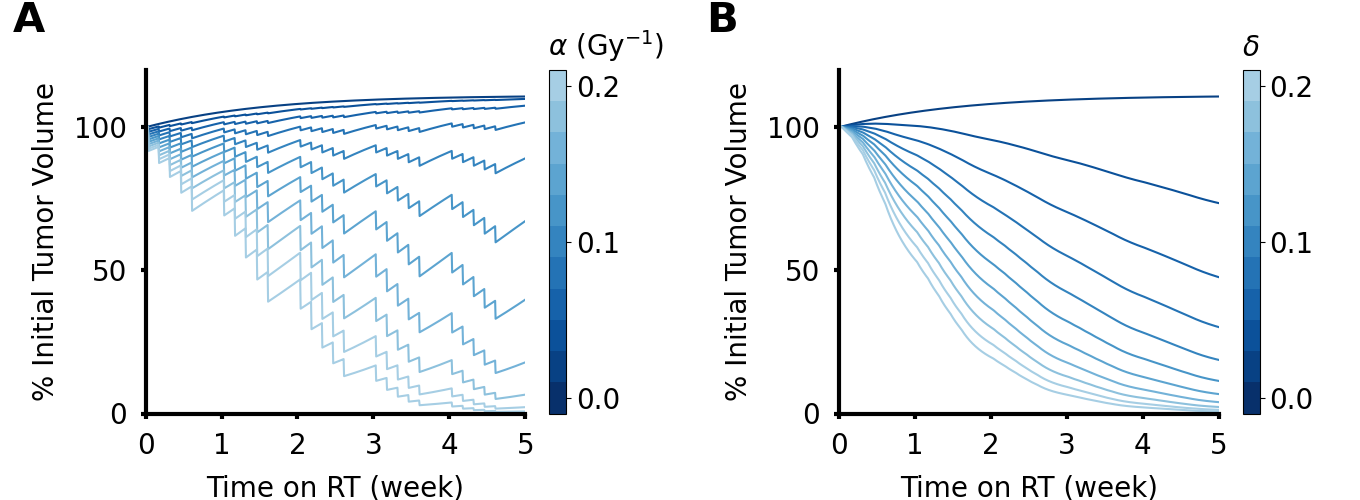 A
α (Gy⁻¹)
% Initial Tumor Volume
100
50
0
0 1 2 3 4 5
Time on RT (week)
0.2
0.1
0.0
B
δ
% Initial Tumor Volume
100
50
0
0 1 2 3 4 5
Time on RT (week)
0.2
0.1
0.0